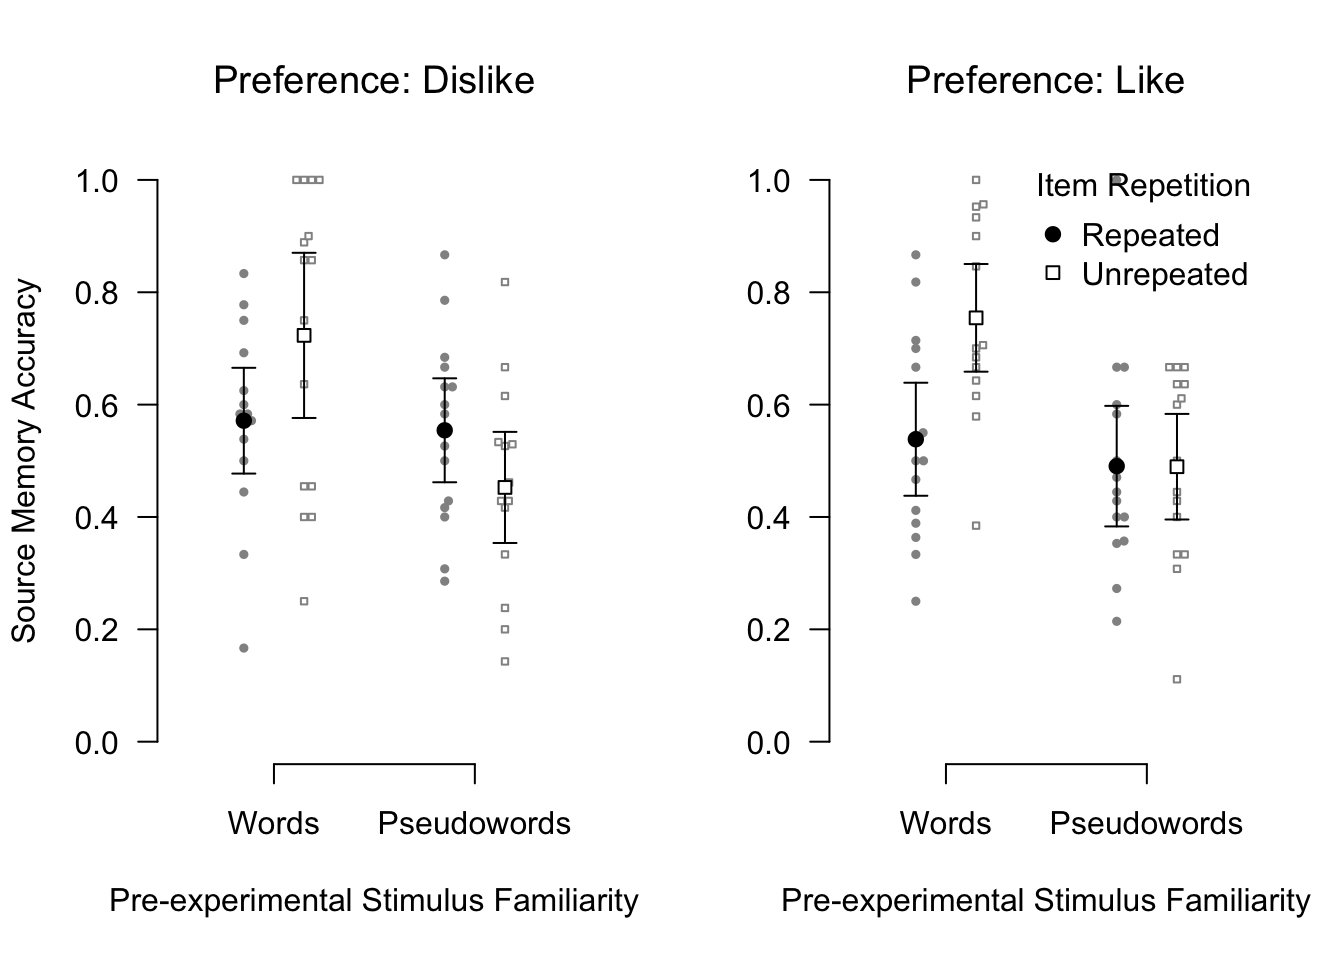 Preference: Dislike
Preference: Like
Source Memory Accuracy
1.0
0.8
0.6
0.4
0.2
0.0
Words
Pseudowords
Pre-experimental Stimulus Familiarity
1.0
0.8
0.6
0.4
0.2
0.0
Item Repetition
Repeated
Unrepeated
Words
Pseudowords
Pre-experimental Stimulus Familiarity